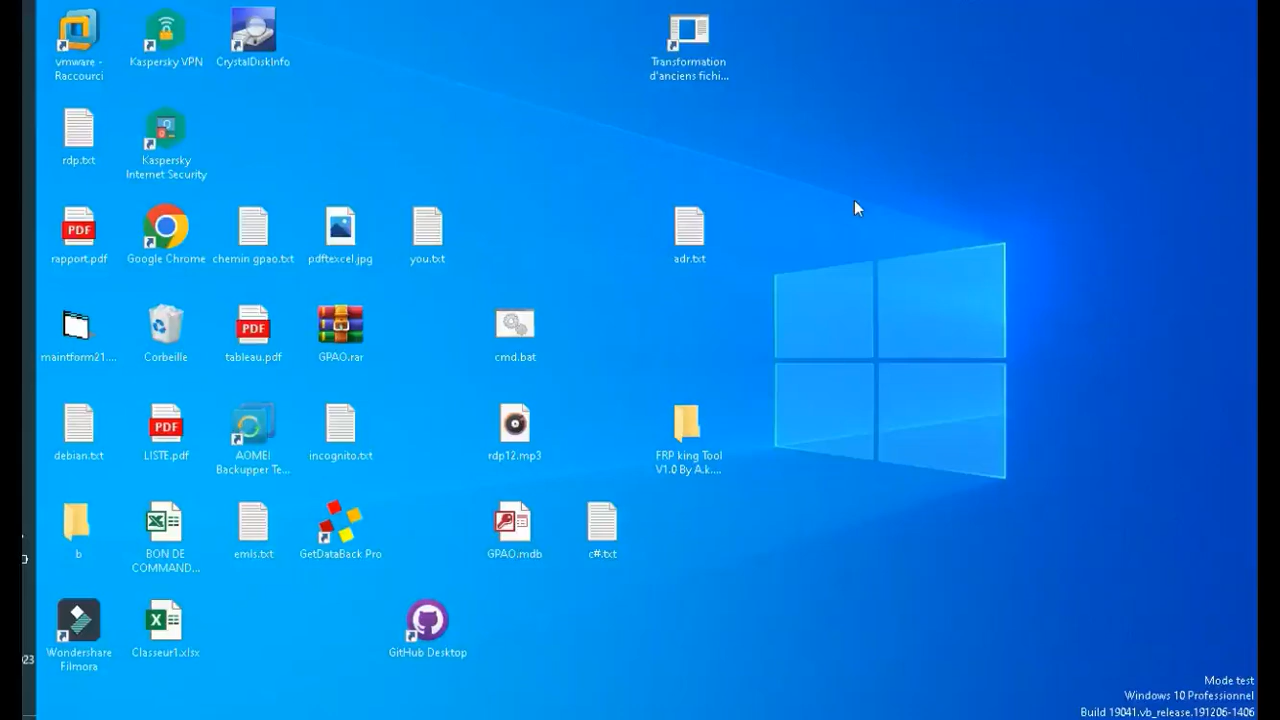 vmware -
Raccourci
Kaspersky VPN
CrystalDiskInfo
Transformation
d'anciens fichi...
rdp.txt
Kaspersky
Internet Security
PDF
rapport.pdf
Google Chrome
chemin gpao.txt
pdftexcel.jpg
you.txt
adr.txt
maintform21....
Corbeille
PDF
tableau.pdf
GPAO.rar
cmd.bat
debian.txt
PDF
LISTE.pdf
AOMEI
Backupper Te...
incognito.txt
rdp12.mp3
FRP king Tool
V1.0 By A.k....
b
BON DE
COMMAND...
emis.txt
GetDataBack Pro
GPAO.mdb
c#.txt
Wondershare
Filmora
Classeur1.xlsx
GitHub Desktop
23
Mode test
Windows 10 Professionnel
Build 19041.vb_release.191206-1406